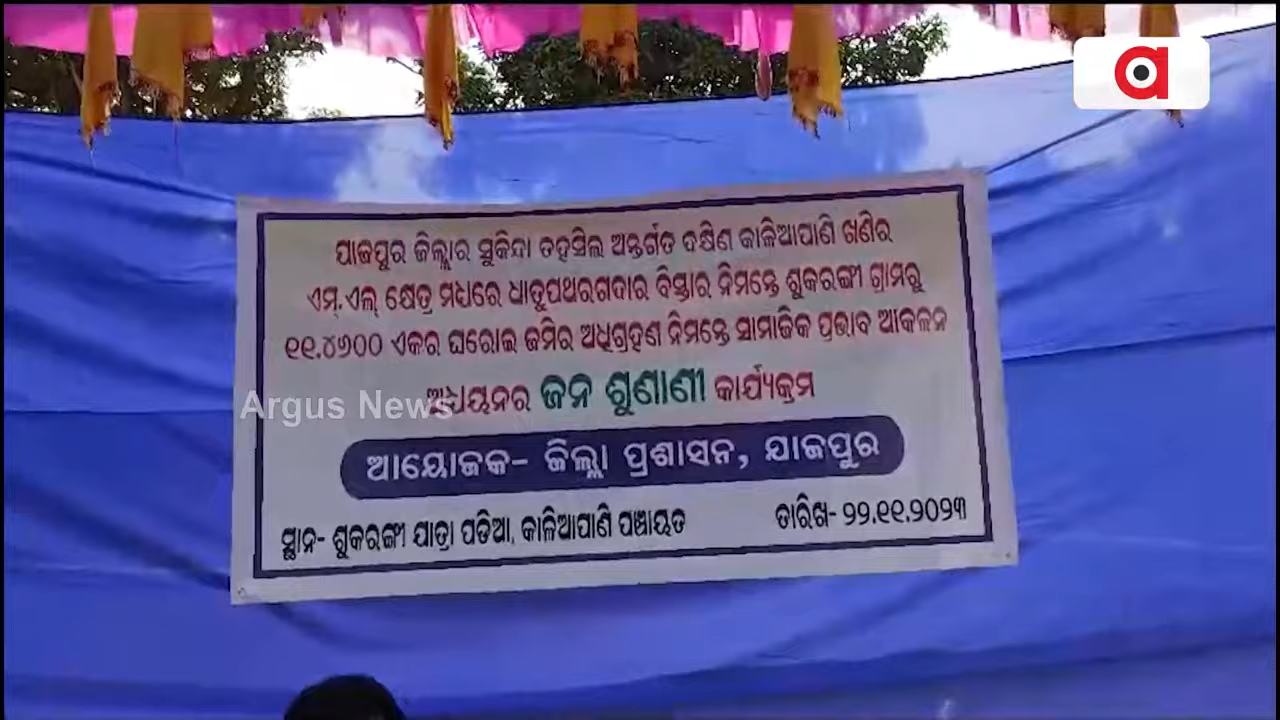 ଯାଜପୁର ଜିଲ୍ଲାର ସୁକିନ୍ଦା ତହସିଲ ଅନ୍ତର୍ଗତ ଦକ୍ଷିଣ କାଳିଆପାଣି ଖଣିର
ଏମ୍.ଏଲ୍ କ୍ଷେତ୍ର ମଧ୍ୟରେ ଧାତୁପଥରଗଦାର ବିସ୍ତାର ନିମନ୍ତେ ଶୁକରଙ୍ଗୀ ଗ୍ରାମରୁ
୧୧.୪୬୦୦ ଏକର ଘରୋଇ ଜମିର ଅଧିଗ୍ରହଣ ନିମନ୍ତେ ସାମାଜିକ ପ୍ରଭାବ ଆକଳନ
ଅଧ୍ୟୟନର ଜନ ଶୁଣାଣୀ କାର୍ଯ୍ୟକ୍ରମ
Argus News
ଆୟୋଜକ- ଜିଲ୍ଲା ପ୍ରଶାସନ, ଯାଜପୁର
ସ୍ଥାନ- ଶୁକରଙ୍ଗୀ ଯାତ୍ରା ପଡିଆ, କାଳିଆପାଣି ପଞ୍ଚାୟତ ତାରିଖ- ୨୨.୧୧.୨୦୨୩